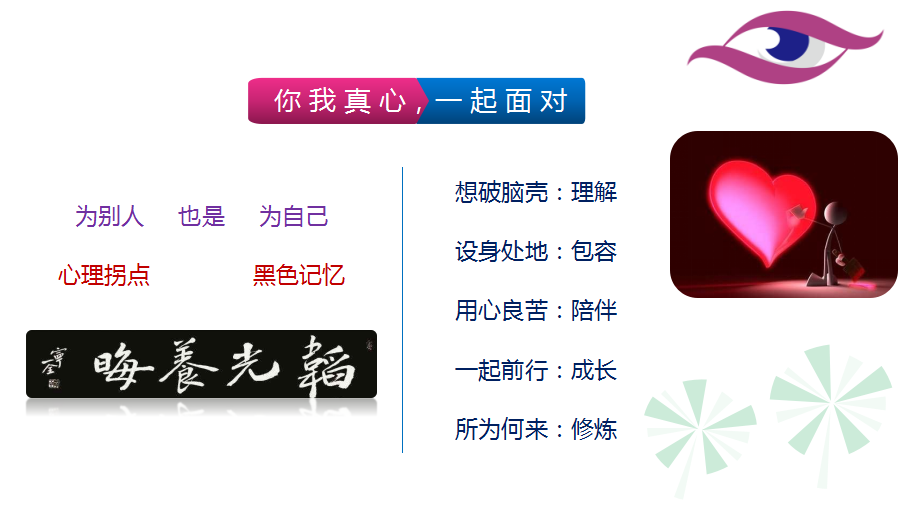 你我真心，一起面对
为别人 也是 为自己
心理拐点 黑色记忆
晦養光韜
想破脑壳：理解
设身处地：包容
用心良苦：陪伴
一起前行：成长
所为何来：修炼